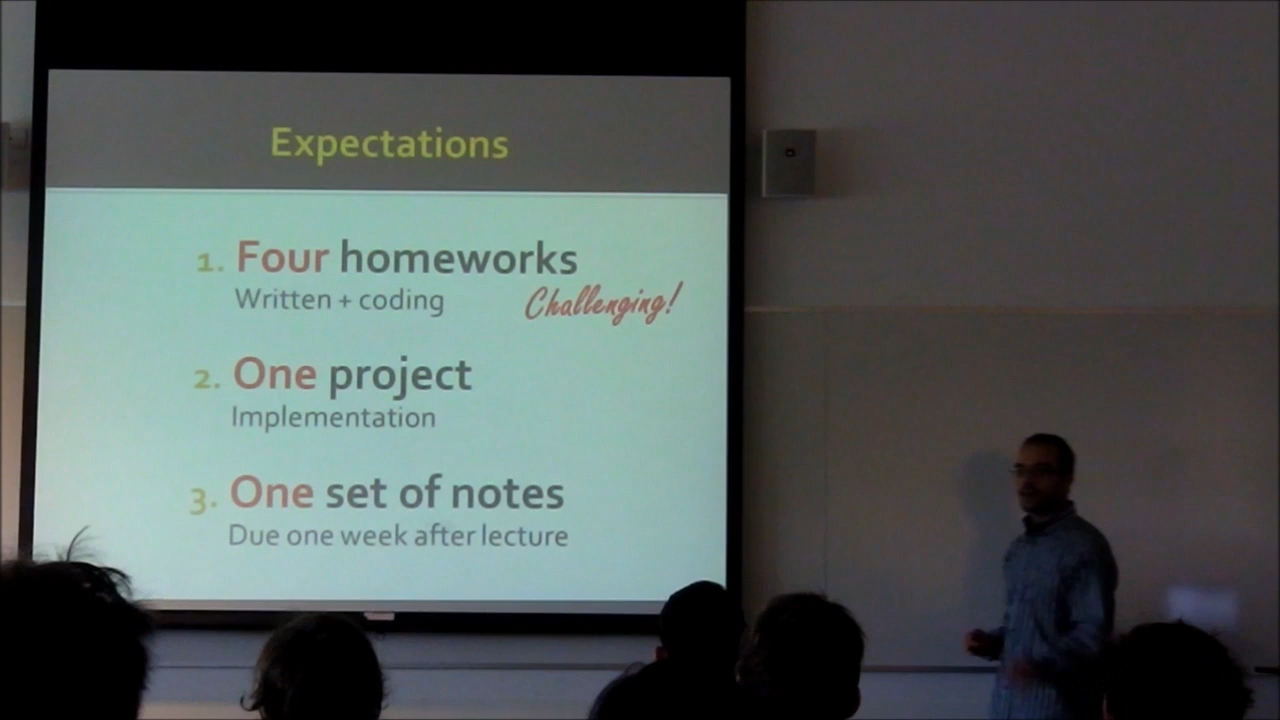 Expectations
1. Four homeworks
Written + coding
Challenging!
2. One project
Implementation
3. One set of notes
Due one week after lecture